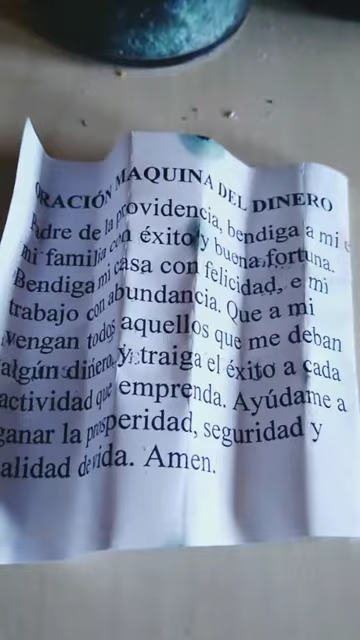 ORACIÓN MAQUINA DEL DINERO
Padre de la providencia, bendiga a mi e
mi familia con éxito y buena fortuna.
Bendiga mi casa con felicidad, e mi
trabajo con abundancia. Que a mi
vengan todos aquellos que me deban
algún dinero, y traiga el éxito a cada
actividad que emprenda. Ayúdame a
ganar la prosperidad, seguridad y
calidad de vida. Amen.